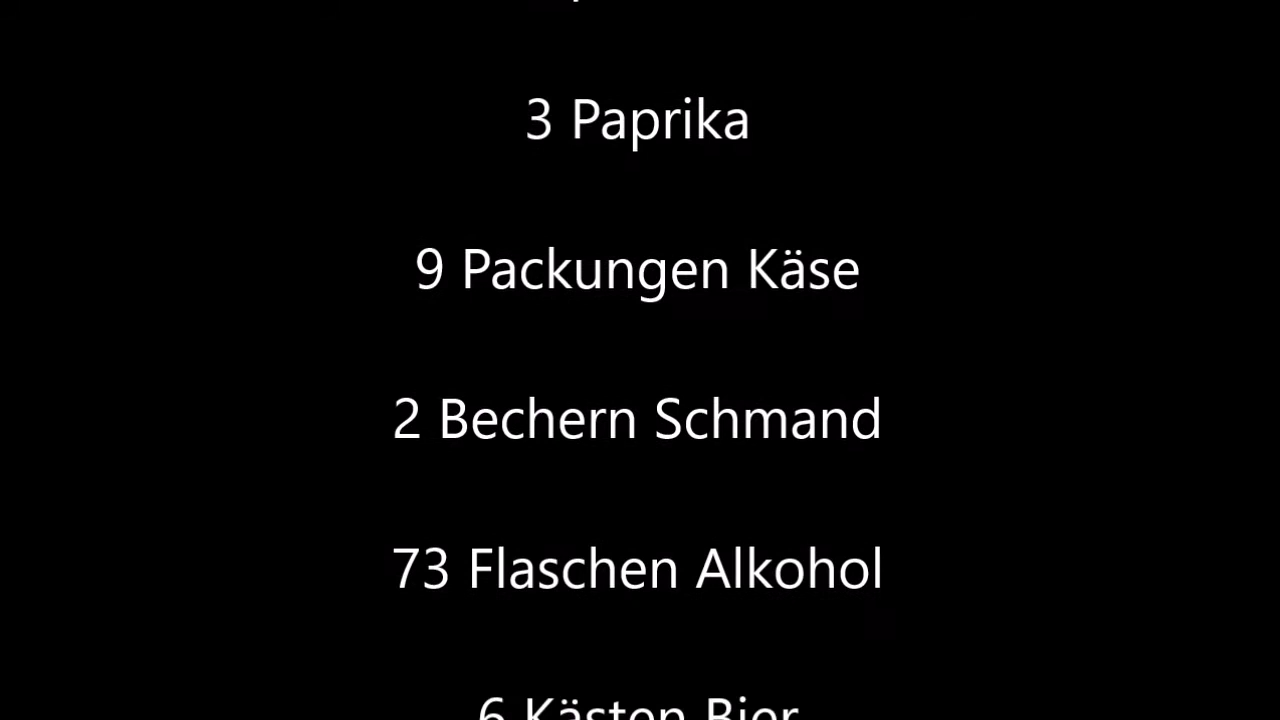 3 Paprika
9 Packungen Käse
2 Bechern Schmand
73 Flaschen Alkohol
6 Kästen Bier